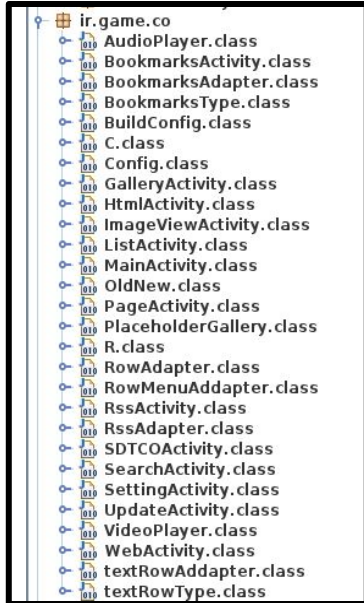 ir.game.co
AudioPlayer.class
BookmarksActivity.class
BookmarksAdapter.class
BookmarksType.class
BuildConfig.class
C.class
Config.class
GalleryActivity.class
HtmlActivity.class
ImageViewActivity.class
ListActivity.class
MainActivity.class
OldNew.class
PageActivity.class
PlaceholderGallery.class
R.class
RowAdapter.class
RowMenuAddapter.class
RssActivity.class
RssAdapter.class
SDTCOActivity.class
SearchActivity.class
SettingActivity.class
UpdateActivity.class
VideoPlayer.class
WebActivity.class
textRowAddapter.class
textRowType.class